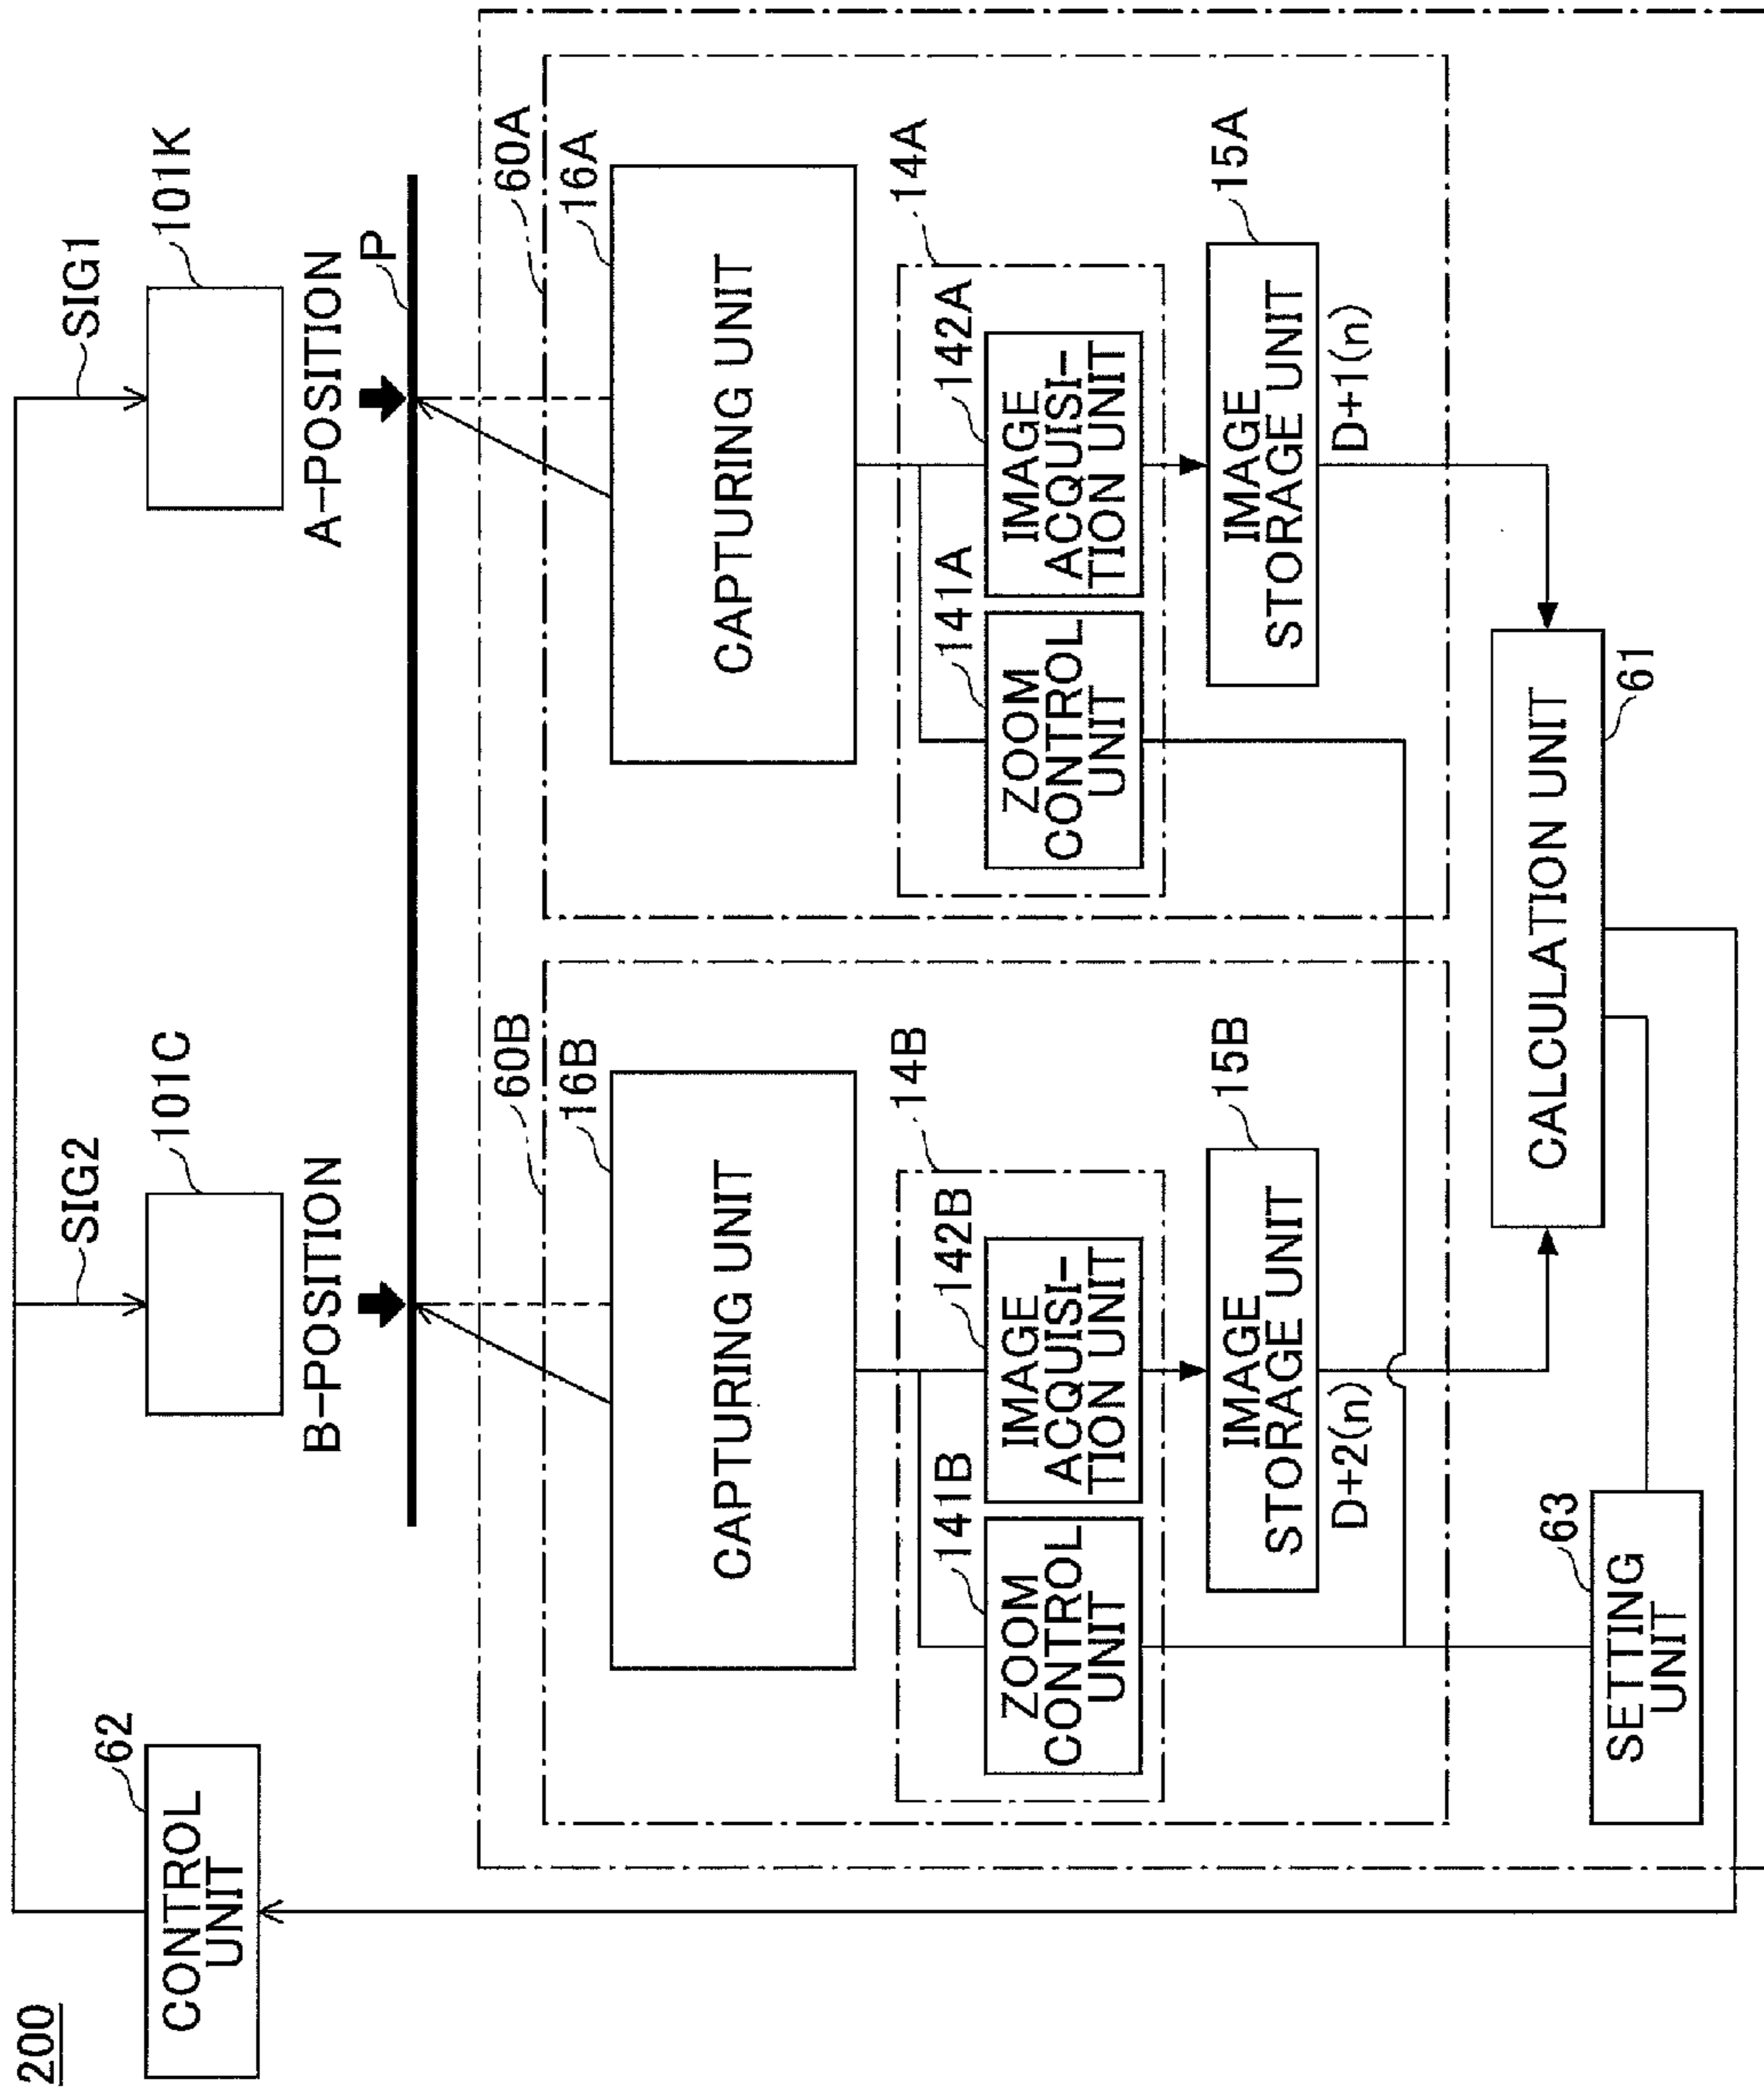 200
CONTROL
UNIT
62
SIG2
SIG1
101C
101K
B-POSITION
A-POSITION
P
60B
60A
16B
16A
CAPTURING UNIT
CAPTURING UNIT
14B
14A
141B
142B
141A
142A
ZOOM
CONTROL
UNIT
IMAGE
ACQUISI-
TION UNIT
ZOOM
CONTROL
UNIT
IMAGE
ACQUISI-
TION UNIT
15B
15A
IMAGE
STORAGE UNIT
IMAGE
STORAGE UNIT
D+2(n)
D+1(n)
63
SETTING
UNIT
CALCULATION UNIT
61